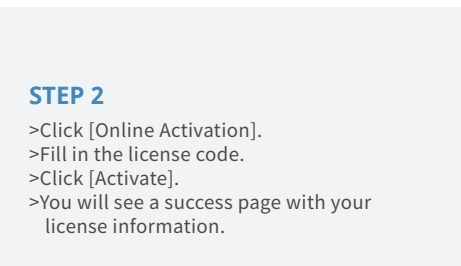 STEP 2
>Click [Online Activation].
>Fill in the license code.
>Click [Activate].
>You will see a success page with your
license information.